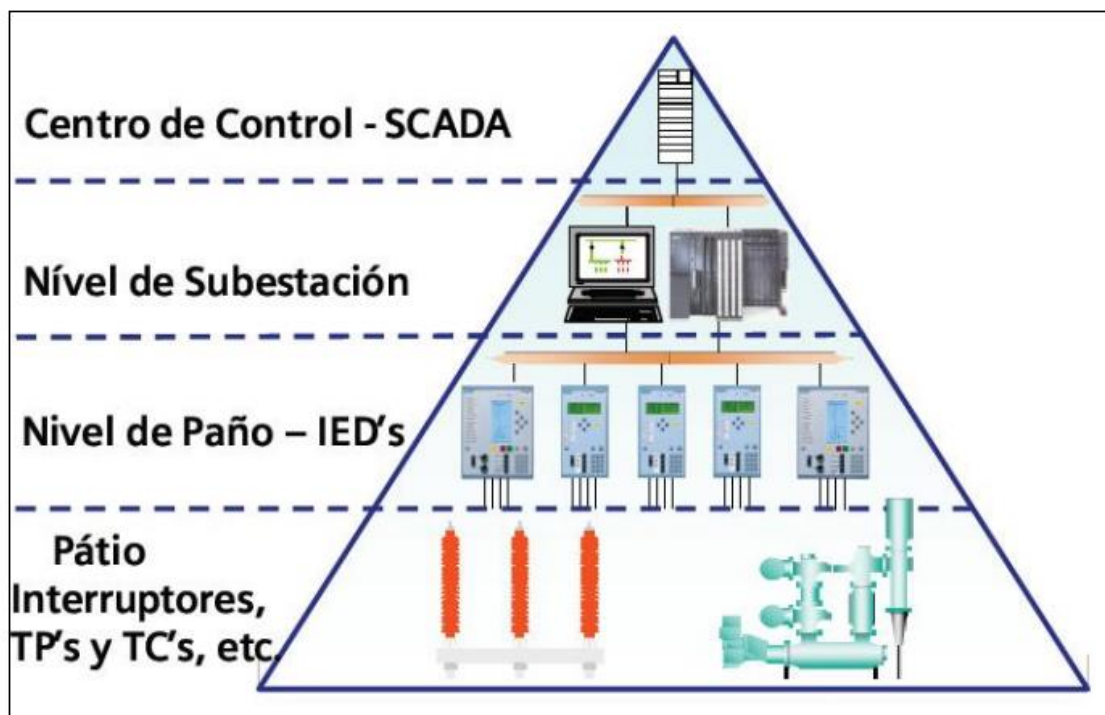 Centro de Control - SCADA
Nível de Subestación
Nivel de Paño – IED's
Pátio
Interruptores,
TP's y TC's, etc.